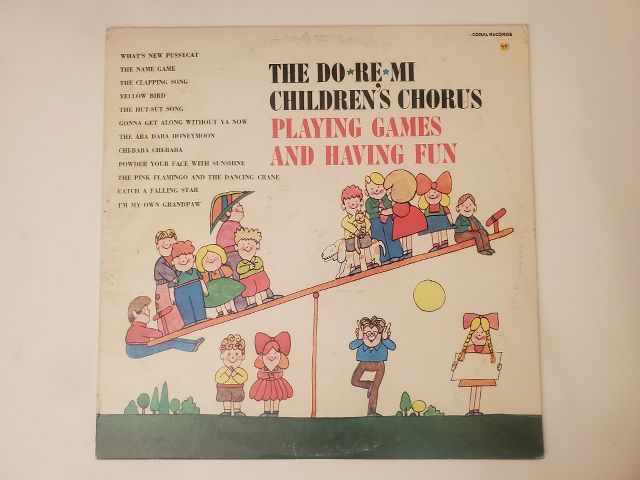 CORAL RECORDS
WHAT'S NEW PUSSYCAT
THE NAME GAME
THE CLAPPING SONG
YELLOW BIRD
THE HUT-SUT SONG
GONNA GET ALONG WITHOUT YA NOW
THE ABA DABA HONEYMOON
CHI-BABA CHI-BABA
POWDER YOUR FACE WITH SUNSHINE
THE PINK FLAMINGO AND THE DANCING CRANE
CATCH A FALLING STAR
I'M MY OWN GRANDPAW
THE DO★RE★MI
CHILDREN'S CHORUS
PLAYING GAMES
AND HAVING FUN